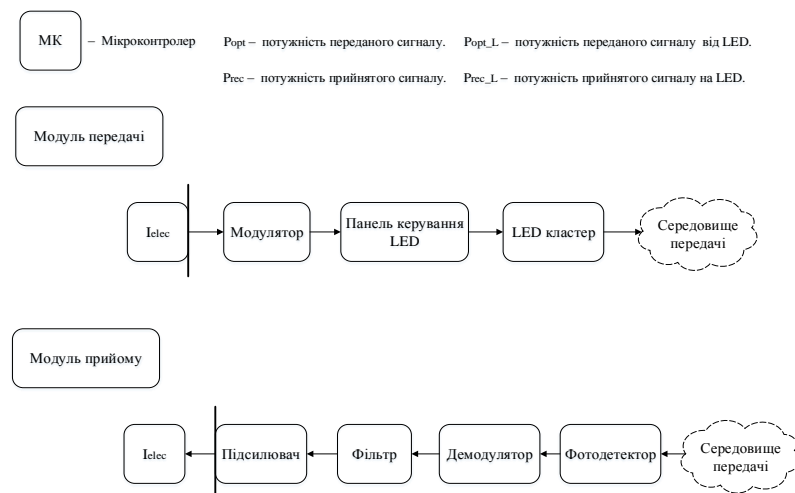 МК – Мікроконтролер Popt – потужність переданого сигналу. Popt_L – потужність переданого сигналу від LED.
Prec – потужність прийнятого сигналу. Prec_L – потужність прийнятого сигналу на LED.
Модуль передачі
Ielec Модулятор Панель керування LED LED кластер Середовище передачі
Модуль прийому
Ielec Підсилювач Фільтр Демодулятор Фотодетектор Середовище передачі